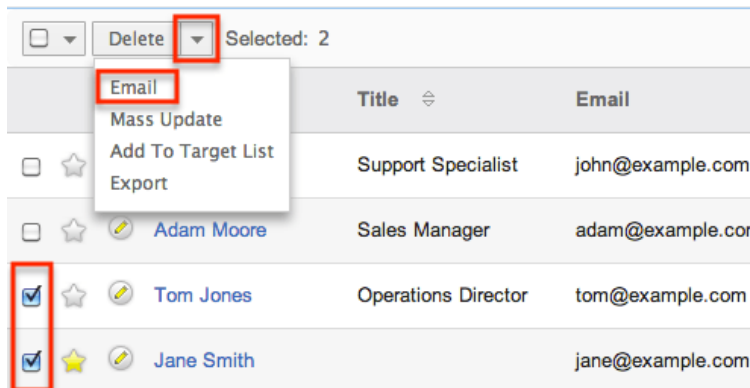 Delete Selected: 2
Email
Mass Update
Add To Target List
Export
Title Email
Support Specialist john@example.com
Adam Moore Sales Manager adam@example.cor
Tom Jones Operations Director tom@example.com
Jane Smith jane@example.com